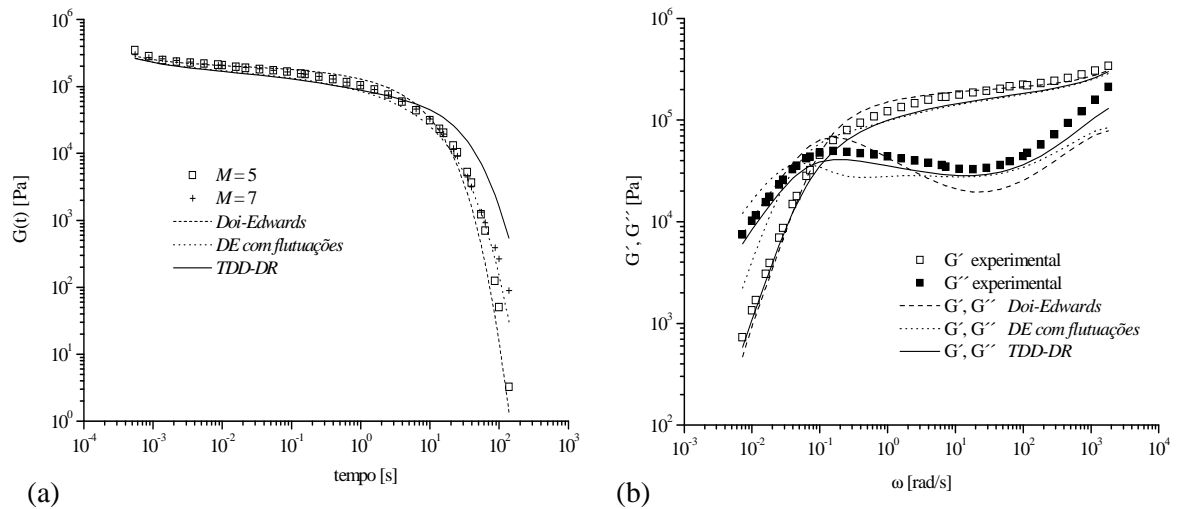 10^6
10^5
10^4
10^3
10^2
10^1
10^0
G(t) [Pa]
M = 5
M = 7
Doi-Edwards
DE com flutuações
TDD-DR
10^-4 10^-3 10^-2 10^-1 10^0 10^1 10^2 10^3
tempo [s]
(a)
10^6
10^5
10^4
10^3
10^2
G´, G´´ [Pa]
G´ experimental
G´´ experimental
G´, G´´ Doi-Edwards
G´, G´´ DE com flutuações
G´, G´´ TDD-DR
10^-3 10^-2 10^-1 10^0 10^1 10^2 10^3 10^4
ω [rad/s]
(b)